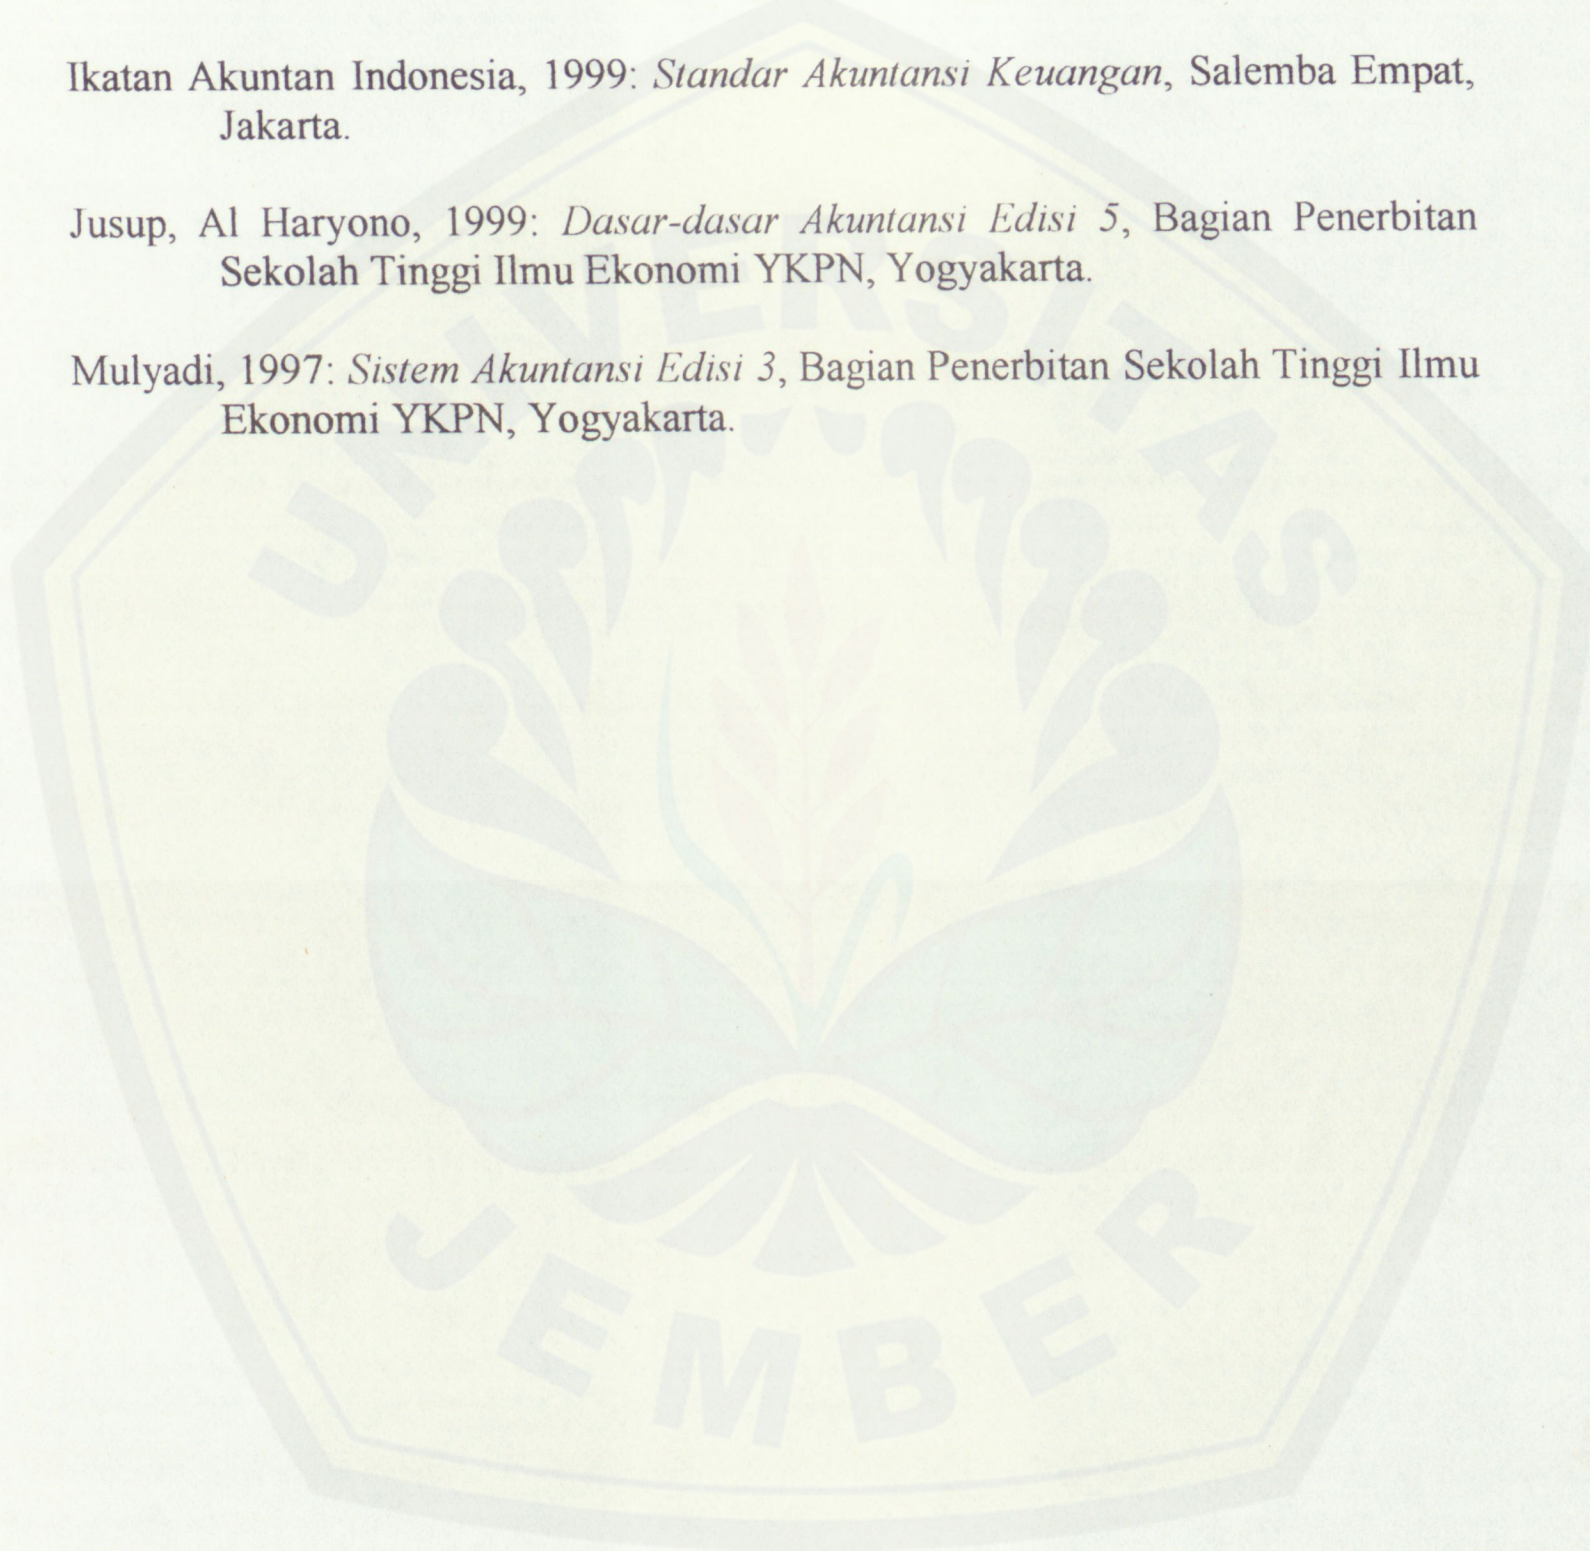 Ikatan Akuntan Indonesia, 1999: Standar Akuntansi Keuangan, Salemba Empat,
Jakarta.
Jusup, Al Haryono, 1999: Dasar-dasar Akuntansi Edisi 5, Bagian Penerbitan
Sekolah Tinggi Ilmu Ekonomi YKPN, Yogyakarta.
Mulyadi, 1997: Sistem Akuntansi Edisi 3, Bagian Penerbitan Sekolah Tinggi Ilmu
Ekonomi YKPN, Yogyakarta.
UNIVERSITAS
JEMBER